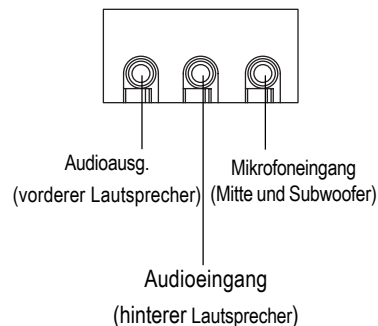 Audioausg.
(vorderer Lautsprecher)
Mikrofoneingang
(Mitte und Subwoofer)
Audioeingang
(hinterer Lautsprecher)